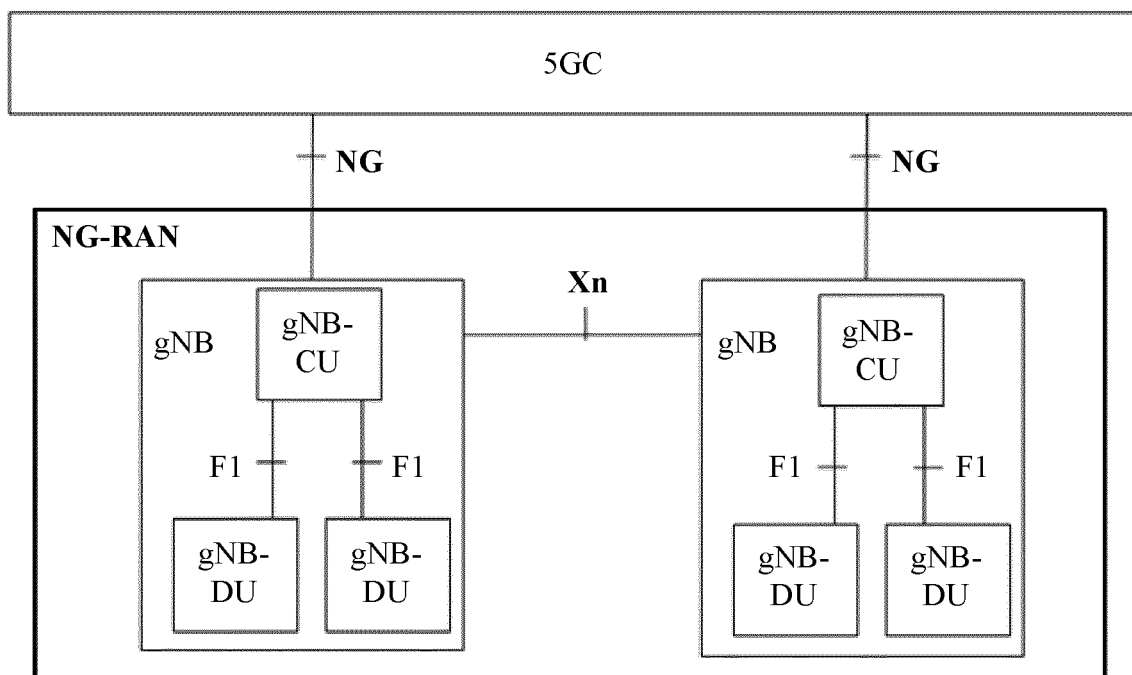 5GC
NG
NG
NG-RAN
Xn
gNB
gNB-
CU
gNB
gNB-
CU
F1
F1
F1
F1
gNB-
DU
gNB-
DU
gNB-
DU
gNB-
DU